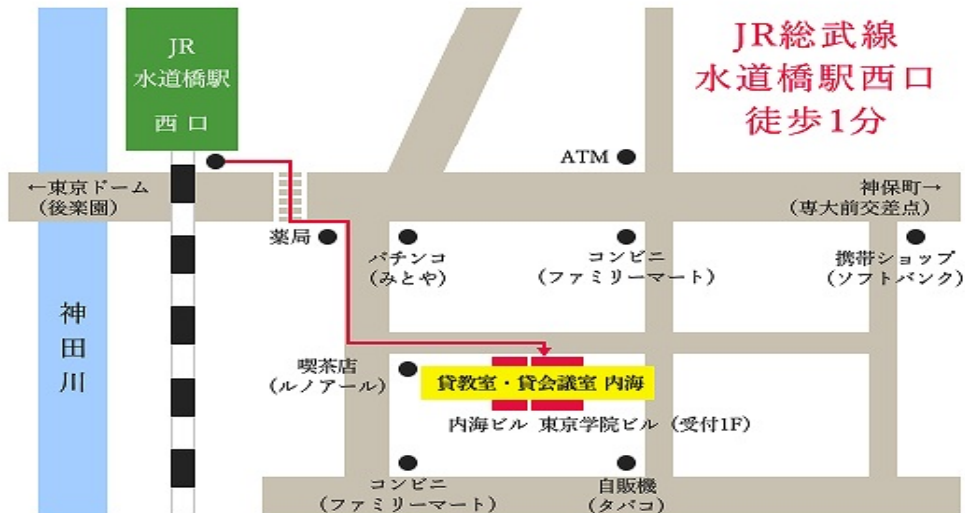 JR
水道橋駅
西口
JR総武線
水道橋駅西口
徒歩1分
ATM
←東京ドーム
(後楽園)
神保町→
(専大前交差点)
薬局
パチンコ
(みとや)
コンビニ
(ファミリーマート)
携帯ショップ
(ソフトバンク)
神田川
喫茶店
(ルノアール)
貸教室・貸会議室 内海
内海ビル 東京学院ビル (受付1F)
コンビニ
(ファミリーマート)
自販機
(タバコ)